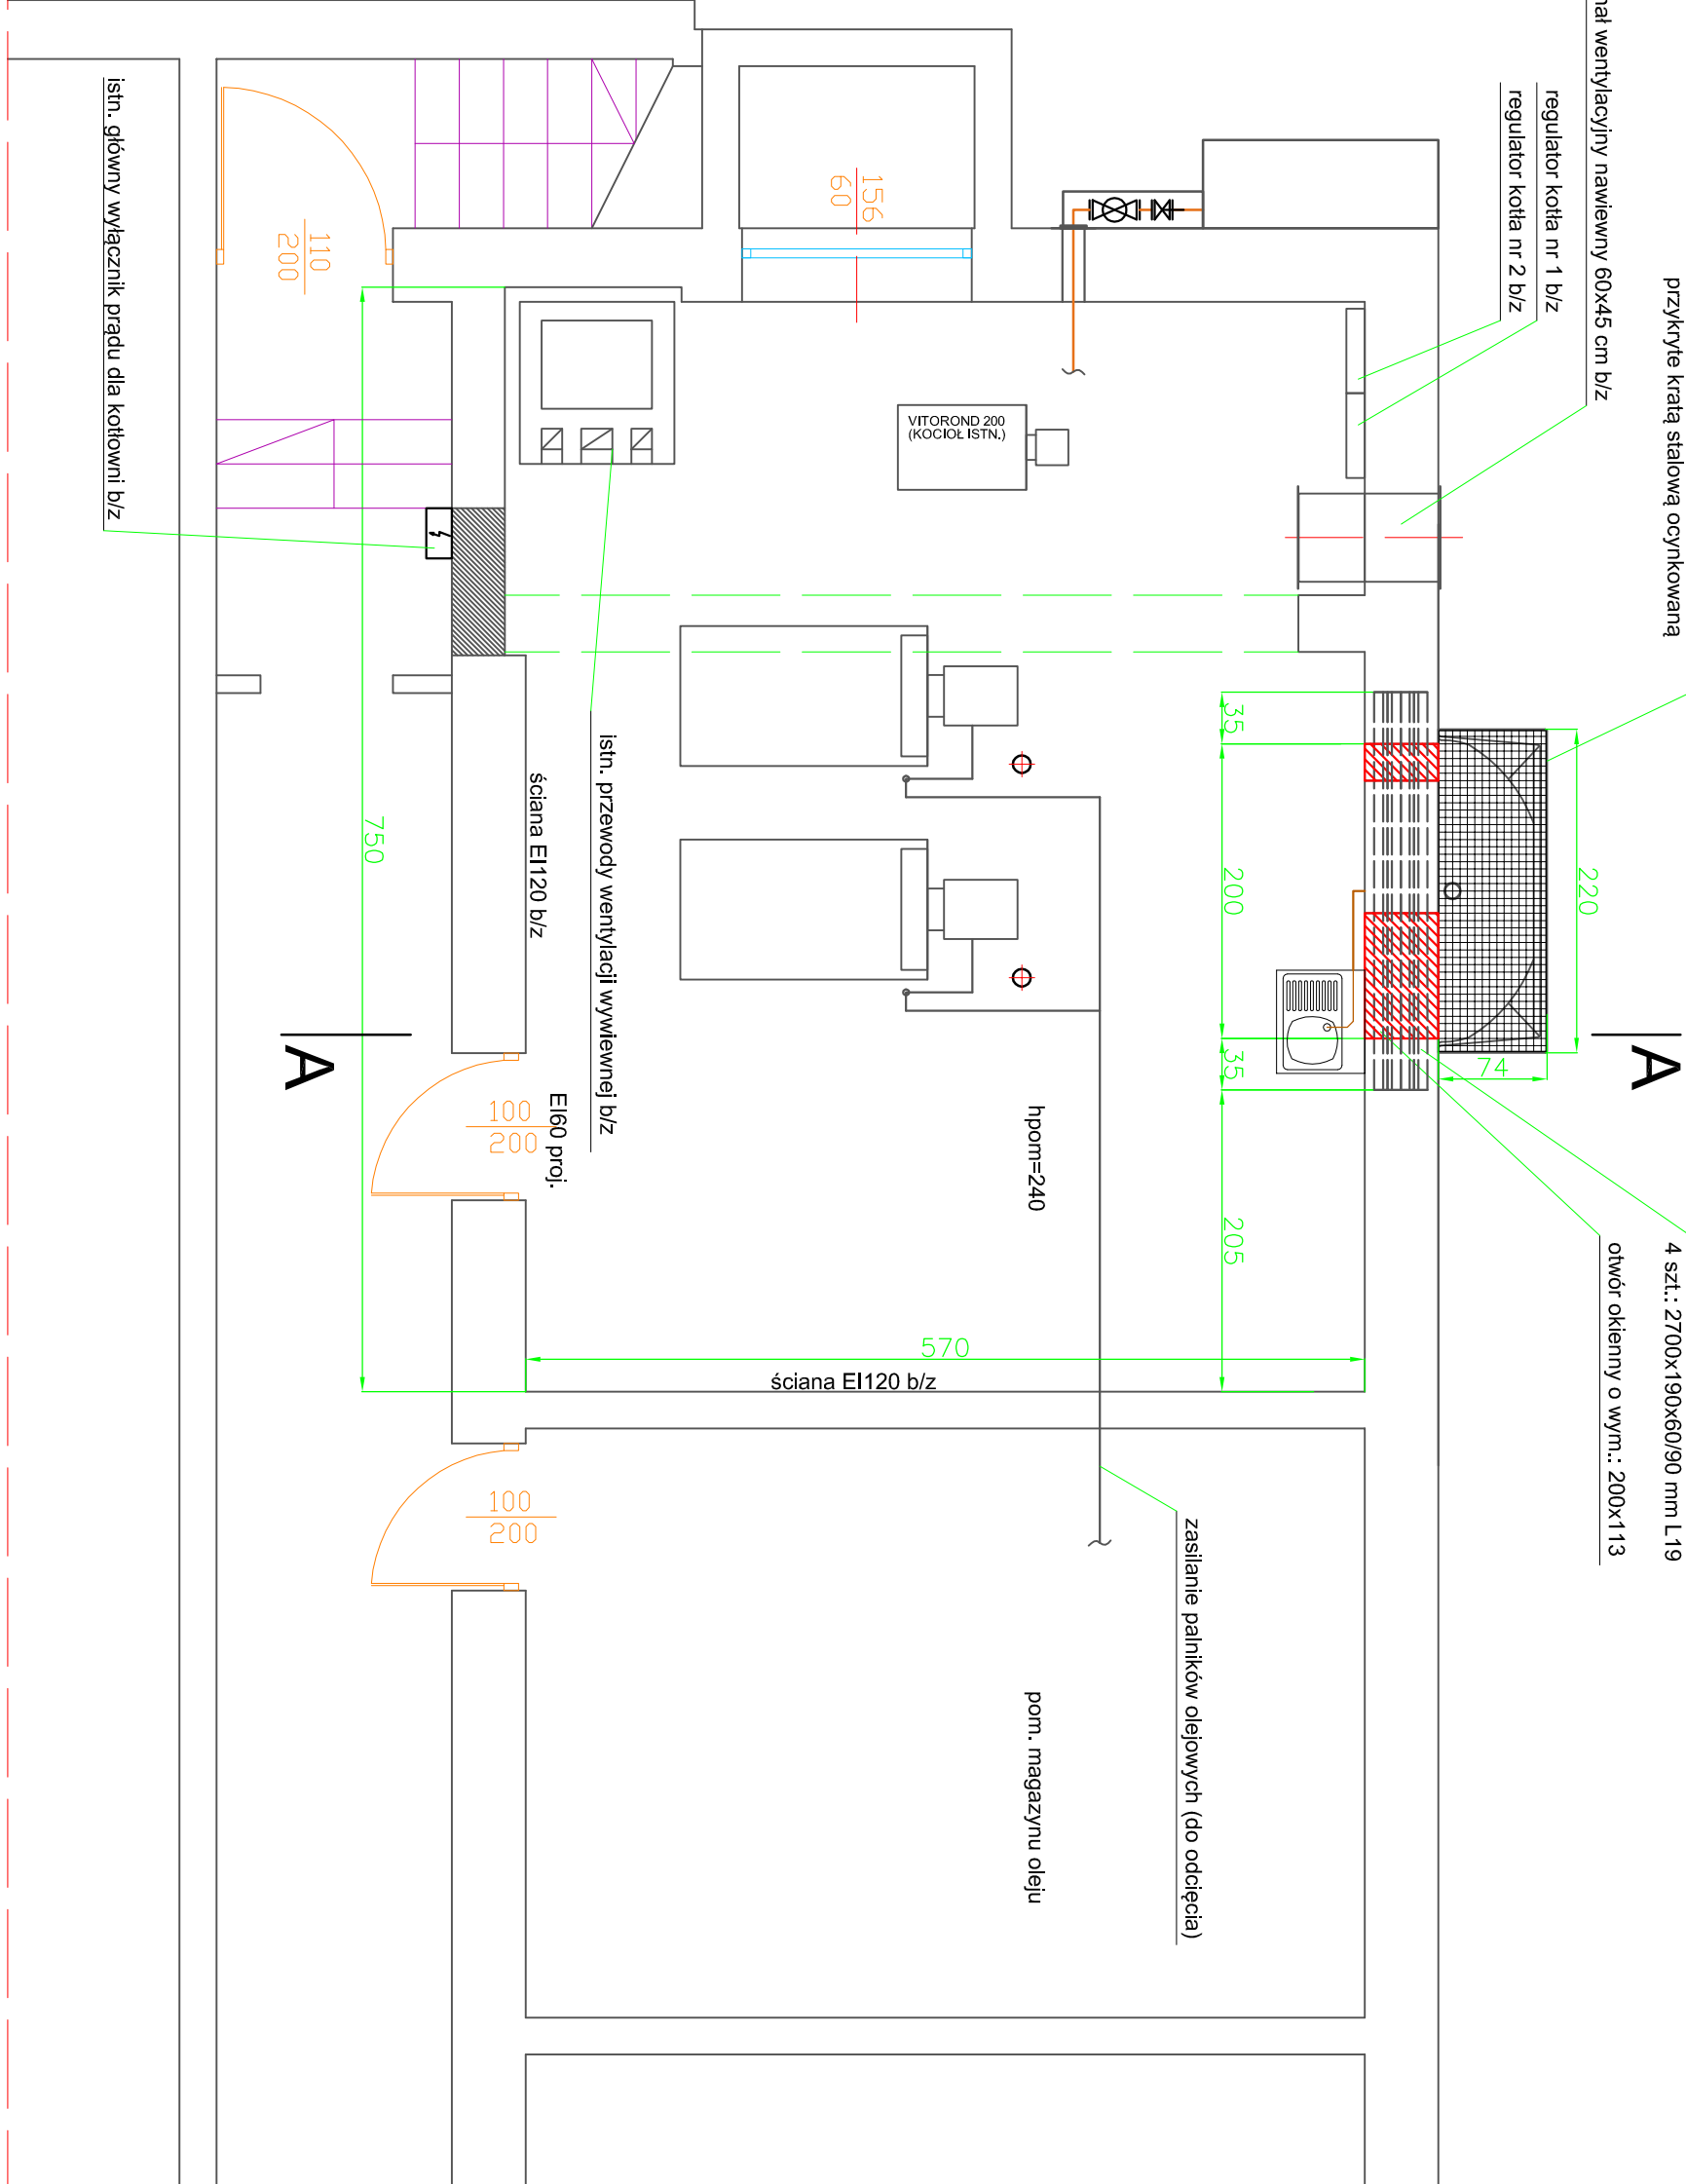 przykryte kratą stalową ocynkowaną
wentylacyjny nawiewny 60x45 cm b/z
regulator kotła nr 1 b/z
regulator kotła nr 2 b/z
4 szt.: 2700x190x60/90 mm L19
otwór okienny o wym.: 200x113
A
A
220
74
35
200
35
205
156
60
VITOROND 200
(KOCIOŁ ISTN.)
110
200
hpom=240
570
ściana EI120 b/z
zasilanie palników olejowych (do odcięcia)
pom. magazynu oleju
istn. przewody wentylacji wywiewnej b/z
EI60 proj.
ściana EI120 b/z
100
200
100
200
750
istn. główny wyłącznik prądu dla kotłowni b/z